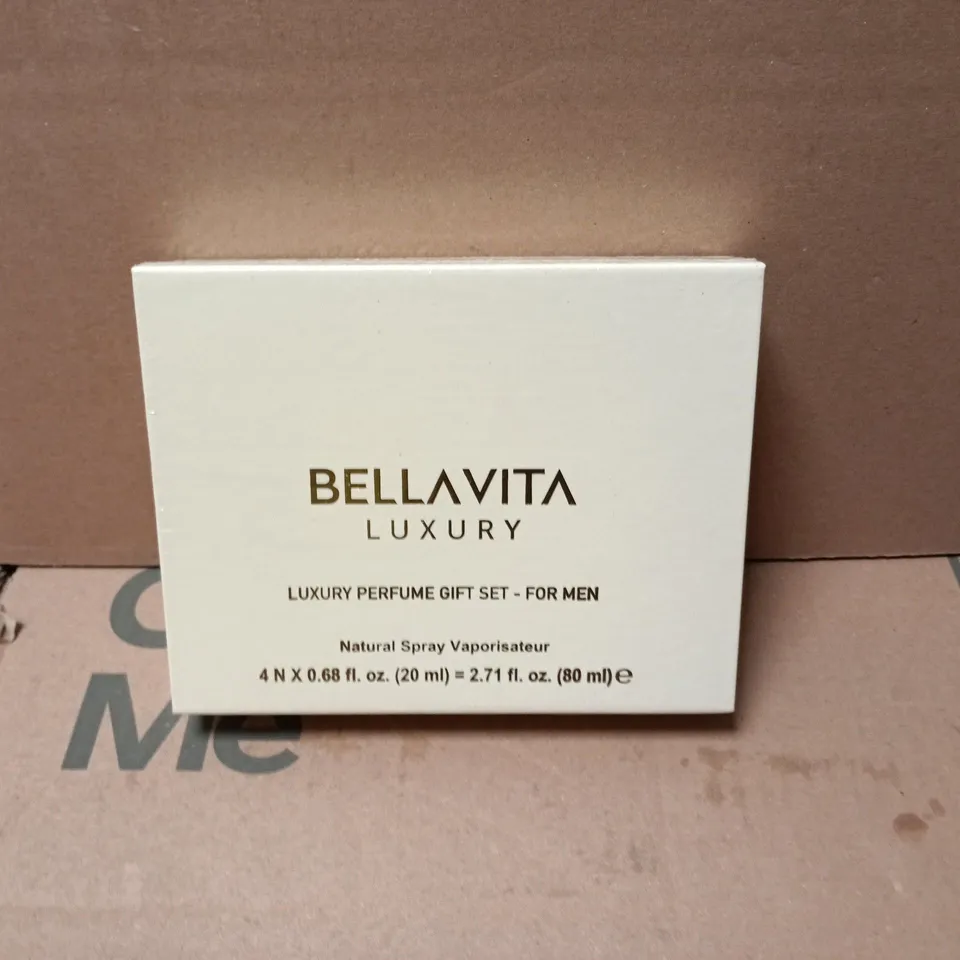 BELLAVITA
LUXURY
LUXURY PERFUME GIFT SET - FOR MEN
Natural Spray Vaporisateur
4 N X 0.68 fl. oz. (20 ml) = 2.71 fl. oz. (80 ml) ℮
Me